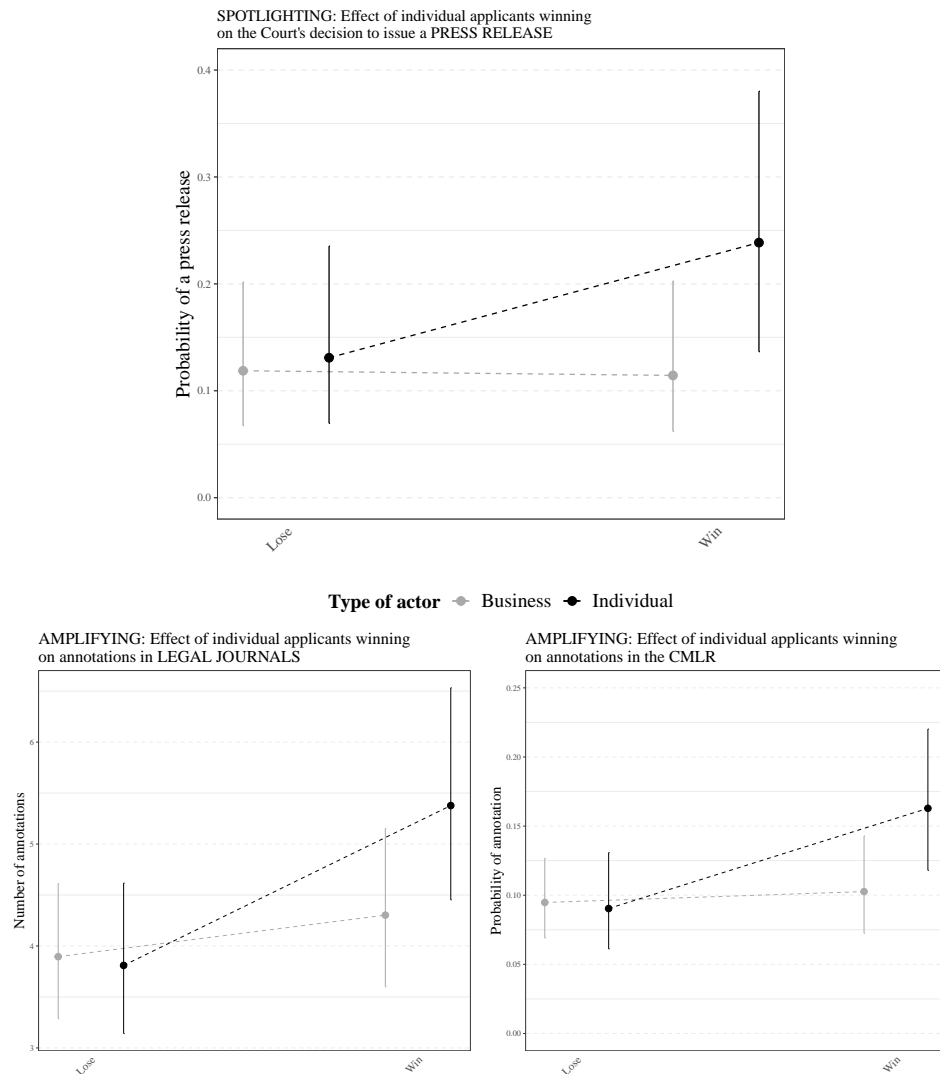 SPOTLIGHTING: Effect of individual applicants winning
on the Court's decision to issue a PRESS RELEASE
Probability of a press release
0.4
0.3
0.2
0.1
0.0
Lose
Win
Type of actor Business Individual
AMPLIFYING: Effect of individual applicants winning
on annotations in LEGAL JOURNALS
Number of annotations
6
5
4
3
Lose
Win
AMPLIFYING: Effect of individual applicants winning
on annotations in the CMLR
Probability of annotation
0.25
0.20
0.15
0.10
0.05
0.00
Lose
Win